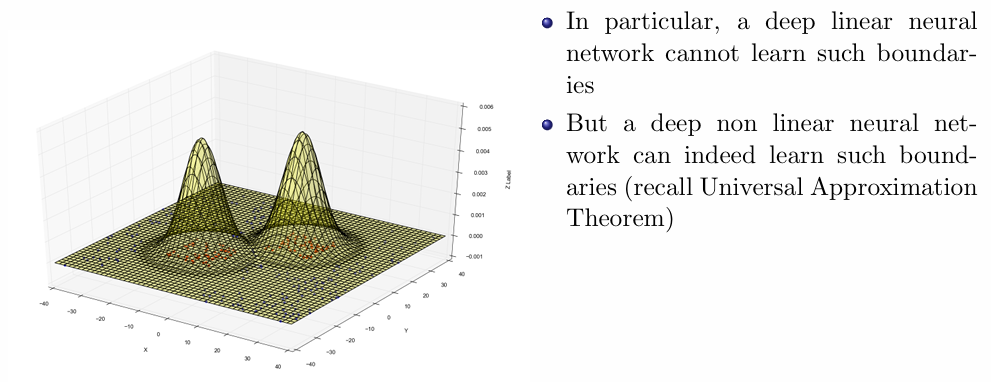 In particular, a deep linear neural
network cannot learn such boundar-
ies
But a deep non linear neural net-
work can indeed learn such bound-
aries (recall Universal Approximation
Theorem)
0.006
0.005
0.004
0.003
0.002
0.001
0.000
−0.001
Z Label
−40
−30
−20
−10
0
10
20
30
40
X
−40
−30
−20
−10
0
10
20
30
40
Y